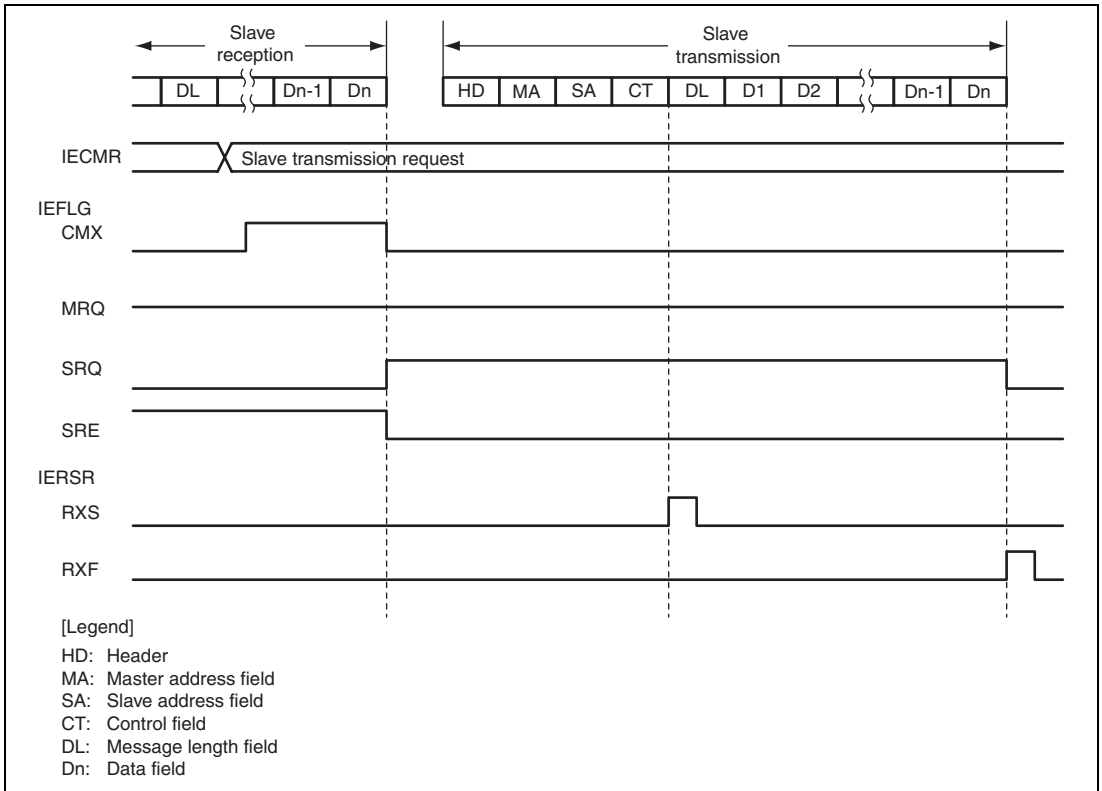 Slave
reception
Slave
transmission
DL Dn-1 Dn HD MA SA CT DL D1 D2 Dn-1 Dn
IECMR Slave transmission request
IEFLG
CMX
MRQ
SRQ
SRE
IERSR
RXS
RXF
[Legend]
HD: Header
MA: Master address field
SA: Slave address field
CT: Control field
DL: Message length field
Dn: Data field